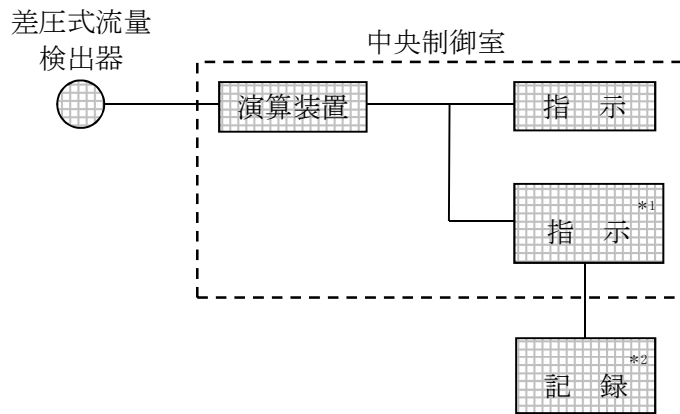 差圧式流量
検出器
中央制御室
演算装置
指 示
*1
指 示
*2
記 録